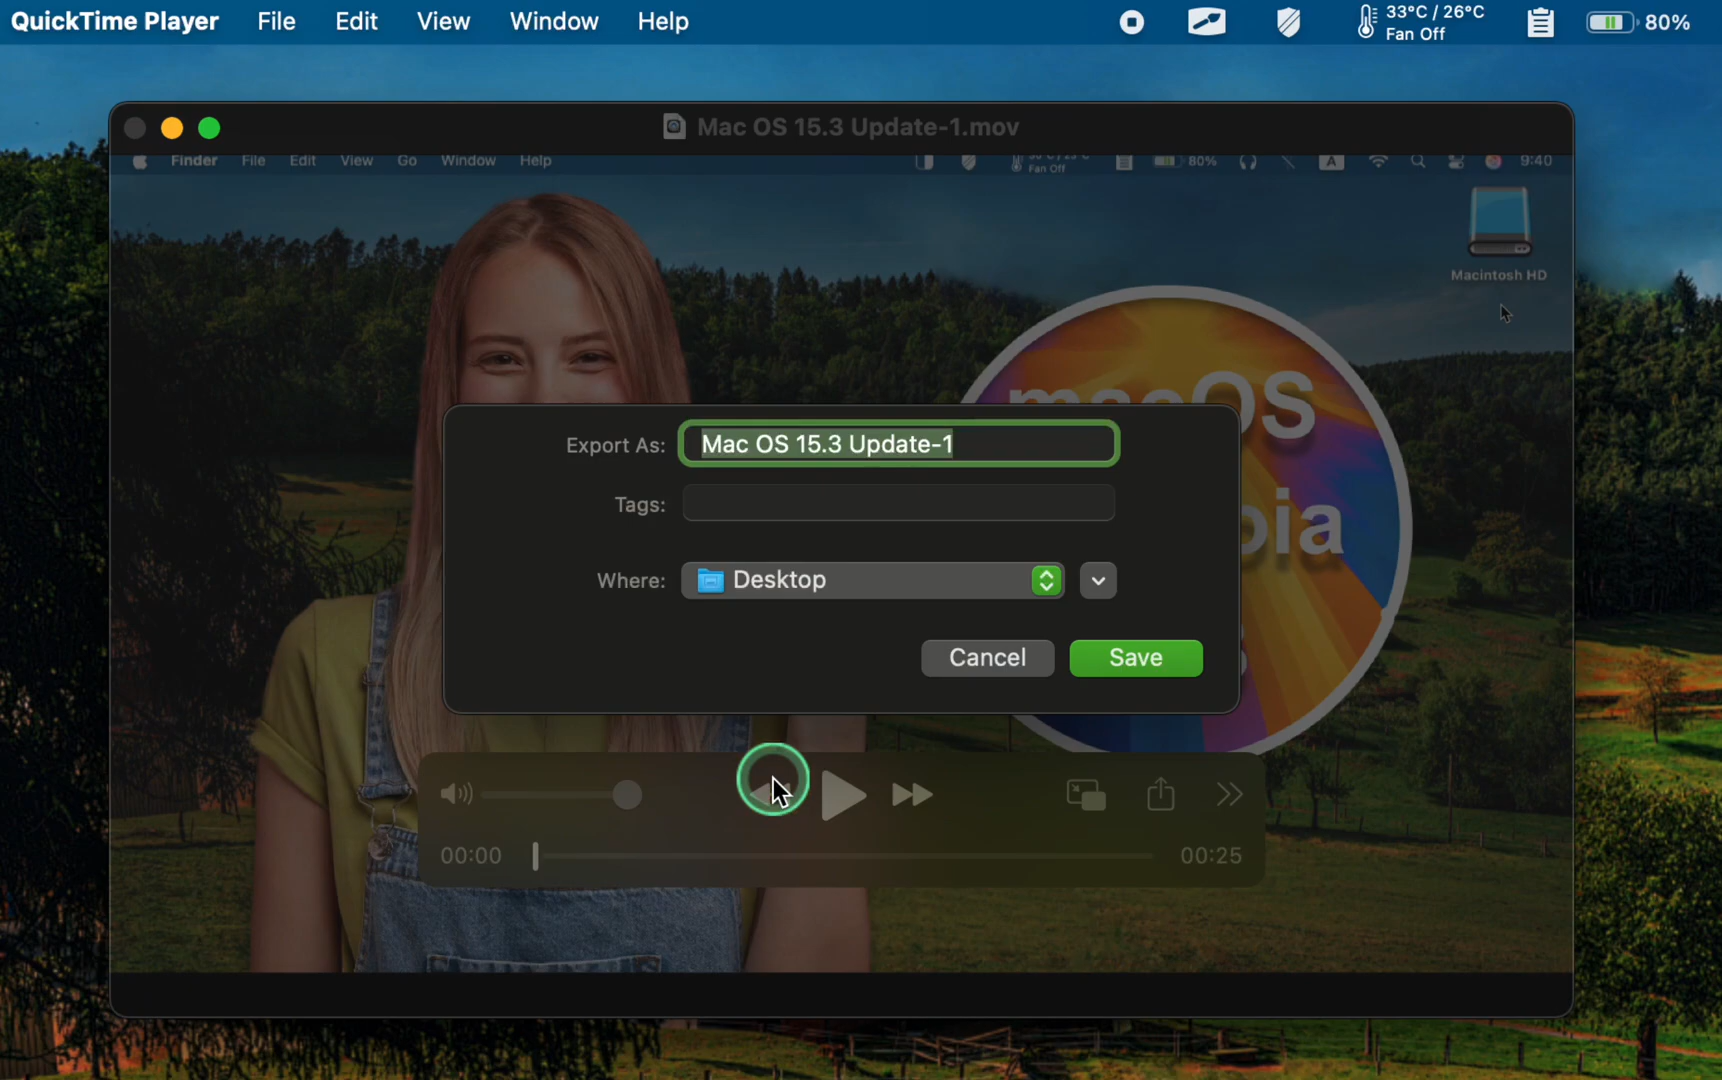 QuickTime Player File Edit View Window Help 33°C / 26°C 80%
Fan Off
Mac OS 15.3 Update-1.mov
Finder File Edit View Go Window Help 80% A 9:40
Fan Off
Macintosh HD
Export As: Mac OS 15.3 Update-1
Tags:
Where: Desktop
Cancel Save
00:00 00:25